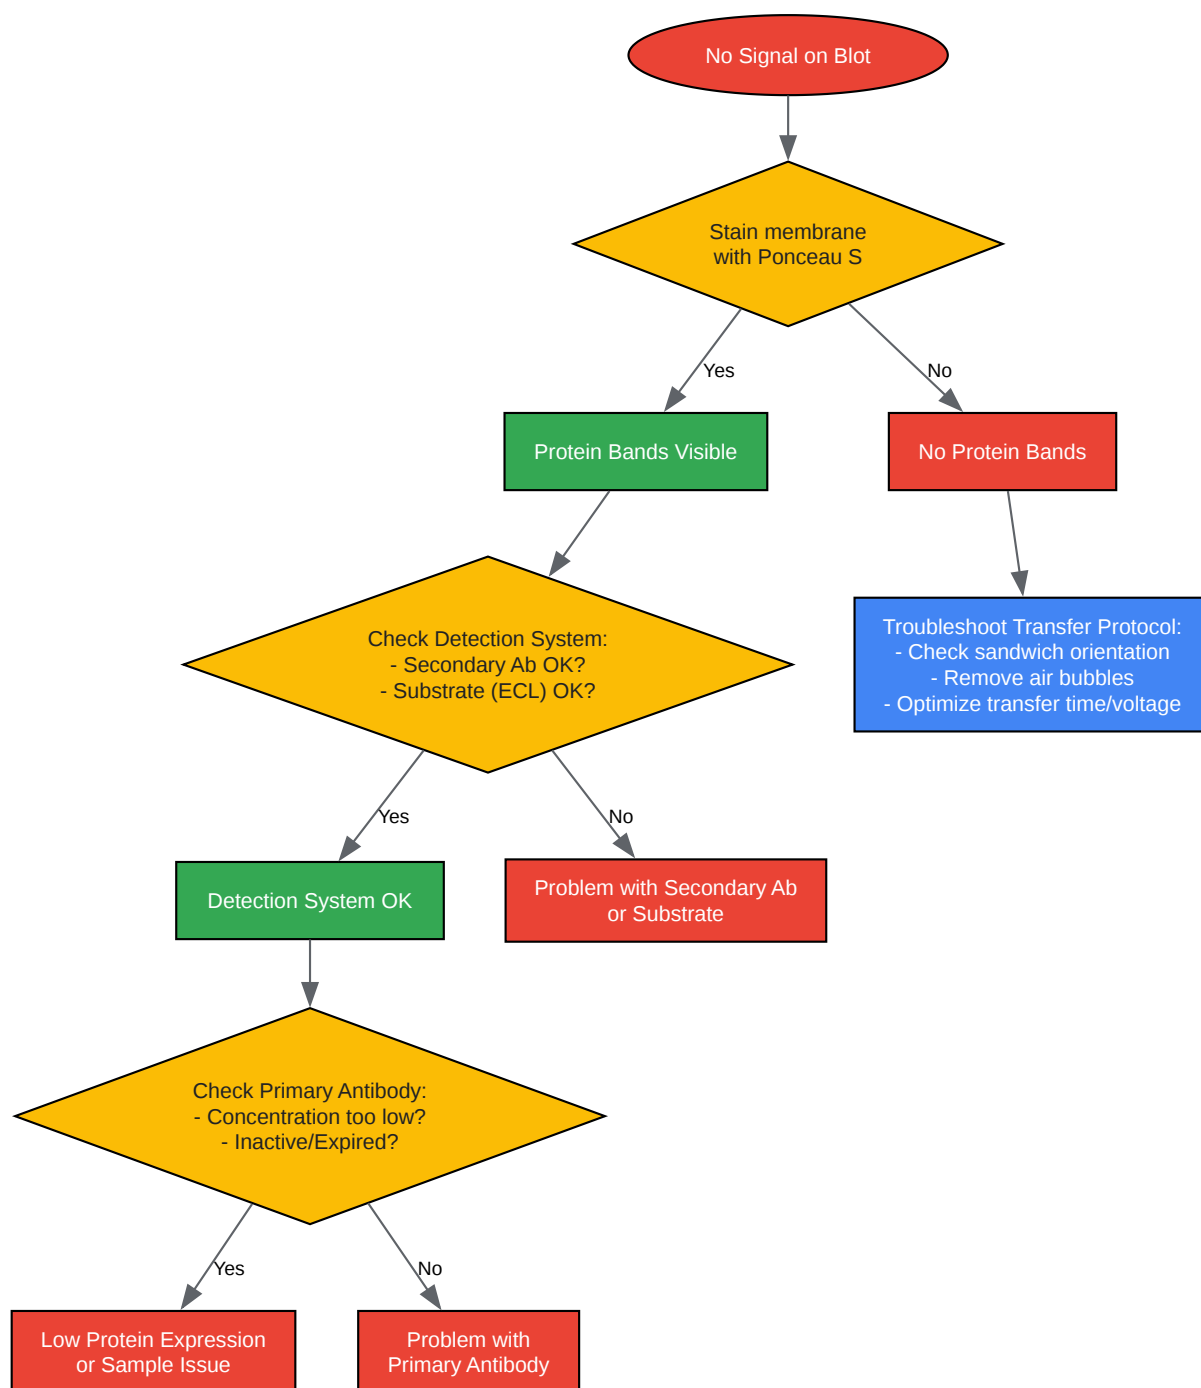 No Signal on Blot
Stain membrane
with Ponceau S
Yes
No
Protein Bands Visible
No Protein Bands
Check Detection System:
- Secondary Ab OK?
- Substrate (ECL) OK?
Troubleshoot Transfer Protocol:
- Check sandwich orientation
- Remove air bubbles
- Optimize transfer time/voltage
Yes
No
Detection System OK
Problem with Secondary Ab
or Substrate
Check Primary Antibody:
- Concentration too low?
- Inactive/Expired?
Yes
No
Low Protein Expression
or Sample Issue
Problem with
Primary Antibody